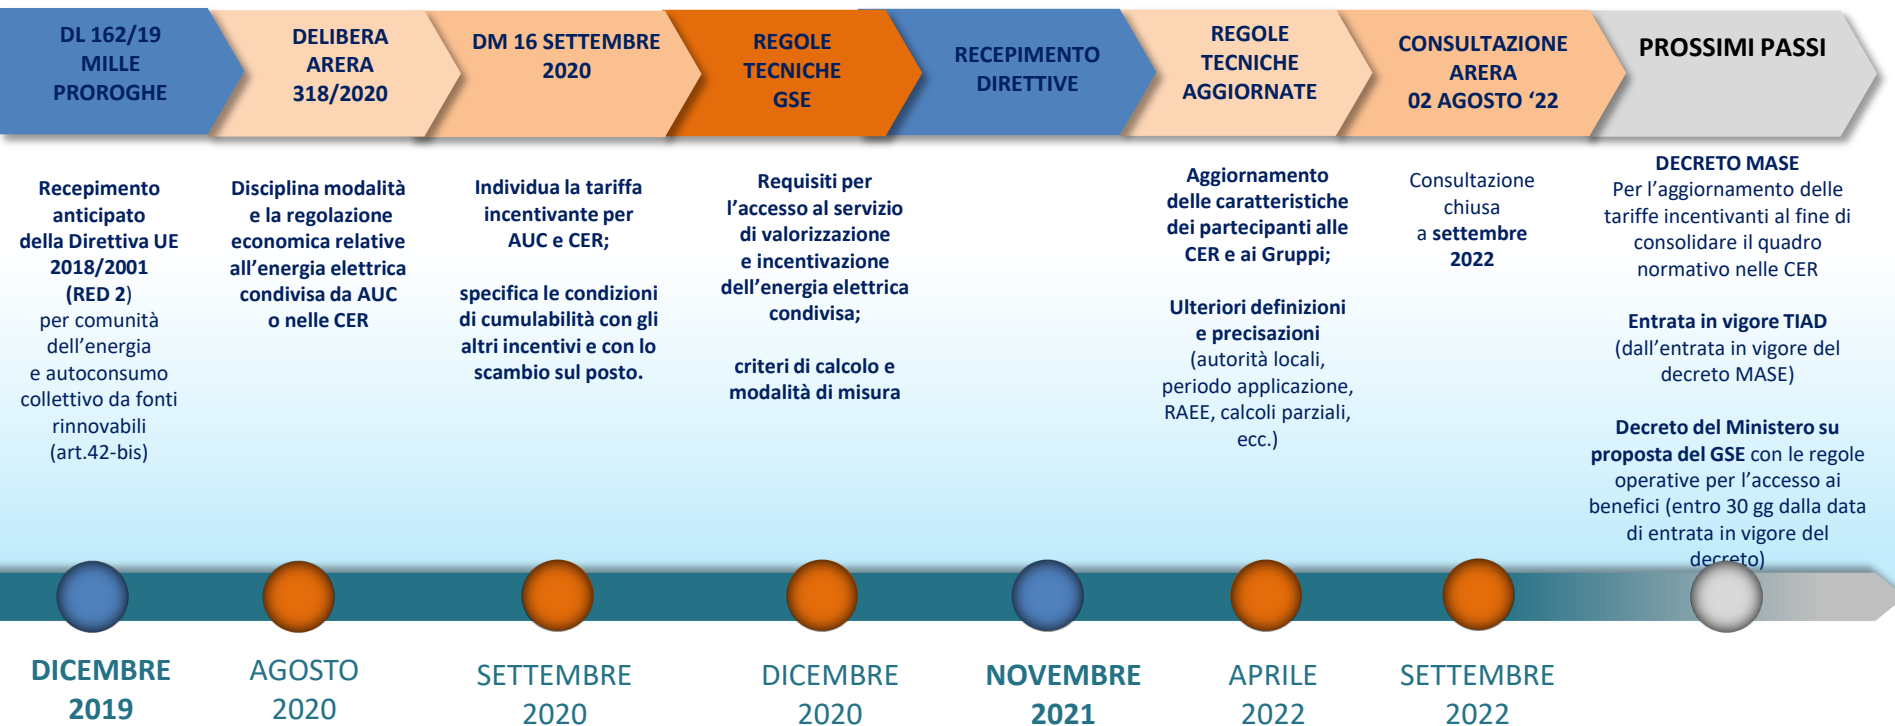 DL 162/19
MILLE
PROROGHE
DELIBERA
ARERA
318/2020
DM 16 SETTEMBRE
2020
REGOLE
TECNICHE
GSE
RECEPIMENTO
DIRETTIVE
REGOLE
TECNICHE
AGGIORNATE
CONSULTAZIONE
ARERA
02 AGOSTO ‘22
PROSSIMI PASSI
Recepimento
anticipato
della Direttiva UE
2018/2001
(RED 2)
per comunità
dell’energia
e autoconsumo
collettivo da fonti
rinnovabili
(art.42-bis)
Disciplina modalità
e la regolazione
economica relative
all’energia elettrica
condivisa da AUC
o nelle CER
Individua la tariffa
incentivante per
AUC e CER;
specifica le condizioni
di cumulabilità con gli
altri incentivi e con lo
scambio sul posto.
Requisiti per
l’accesso al servizio
di valorizzazione
e incentivazione
dell’energia elettrica
condivisa;
criteri di calcolo e
modalità di misura
Aggiornamento
delle caratteristiche
dei partecipanti alle
CER e ai Gruppi;
Ulteriori definizioni
e precisazioni
(autorità locali,
periodo applicazione,
RAEE, calcoli parziali,
ecc.)
Consultazione
chiusa
a settembre
2022
DECRETO MASE
Per l’aggiornamento delle
tariffe incentivanti al fine di
consolidare il quadro
normativo nelle CER
Entrata in vigore TIAD
(dall’entrata in vigore del
decreto MASE)
Decreto del Ministero su
proposta del GSE con le regole
operative per l’accesso ai
benefici (entro 30 gg dalla data
di entrata in vigore del
decreto)
DICEMBRE
2019
AGOSTO
2020
SETTEMBRE
2020
DICEMBRE
2020
NOVEMBRE
2021
APRILE
2022
SETTEMBRE
2022